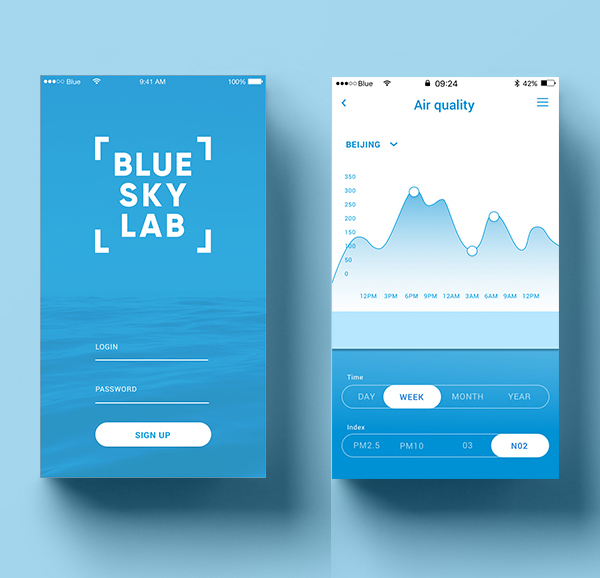 ●●●○○ Blue 9:41 AM 100%
BLUE
SKY
LAB
LOGIN
PASSWORD
SIGN UP
●●●○○ Blue 09:24 42%
Air quality
BEIJING
350
300
250
200
150
100
50
0
12PM 3PM 6PM 9PM 12AM 3AM 6AM 9AM 12PM
Time
DAY WEEK MONTH YEAR
Index
PM2.5 PM10 03 N02